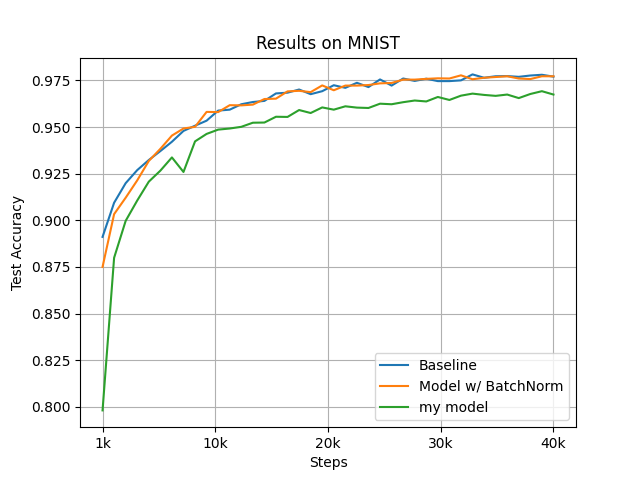 Results on MNIST
Test Accuracy
0.975
0.950
0.925
0.900
0.875
0.850
0.825
0.800
Baseline
Model w/ BatchNorm
my model
1k
10k
20k
30k
40k
Steps